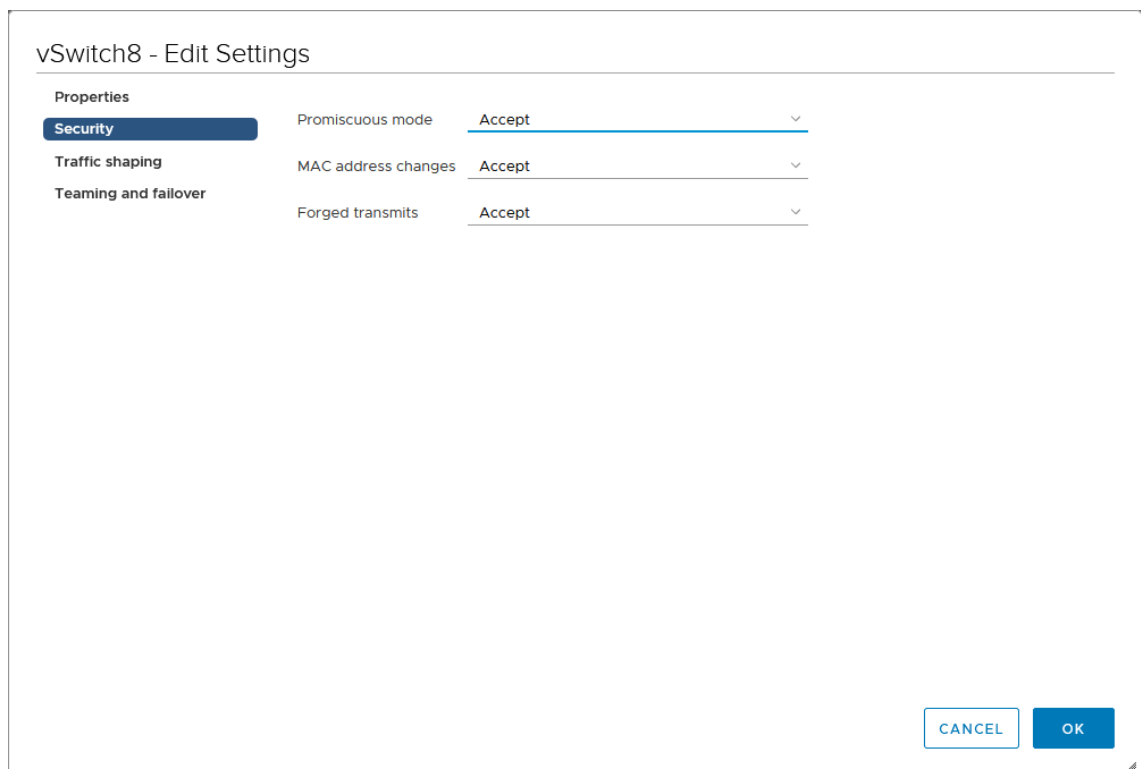 vSwitch8 - Edit Settings
Properties
Security
Traffic shaping
Teaming and failover
Promiscuous mode Accept
MAC address changes Accept
Forged transmits Accept
CANCEL OK